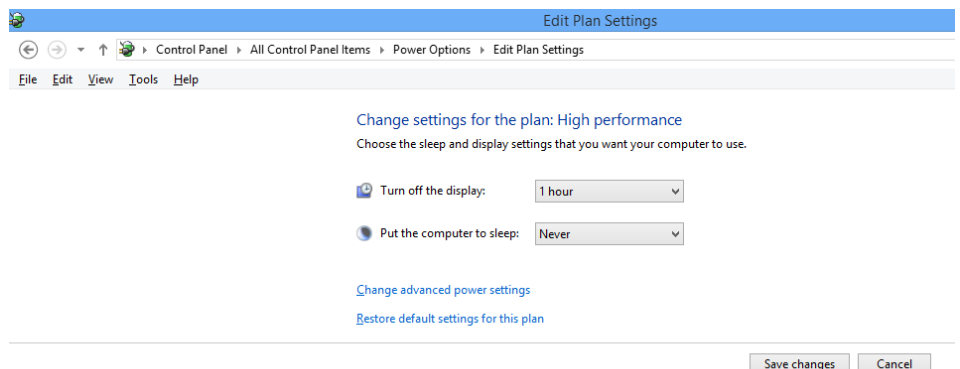 Edit Plan Settings
Control Panel All Control Panel Items Power Options Edit Plan Settings
File Edit View Tools Help
Change settings for the plan: High performance
Choose the sleep and display settings that you want your computer to use.
Turn off the display: 1 hour
Put the computer to sleep: Never
Change advanced power settings
Restore default settings for this plan
Save changes Cancel